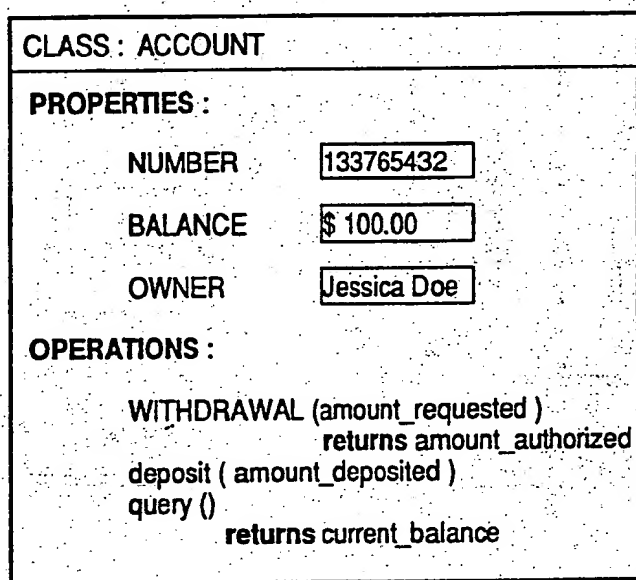 CLASS : ACCOUNT
PROPERTIES :
NUMBER 133765432
BALANCE $ 100.00
OWNER Jessica Doe
OPERATIONS :
WITHDRAWAL (amount_requested )
returns amount_authorized
deposit ( amount_deposited )
query ()
returns current_balance